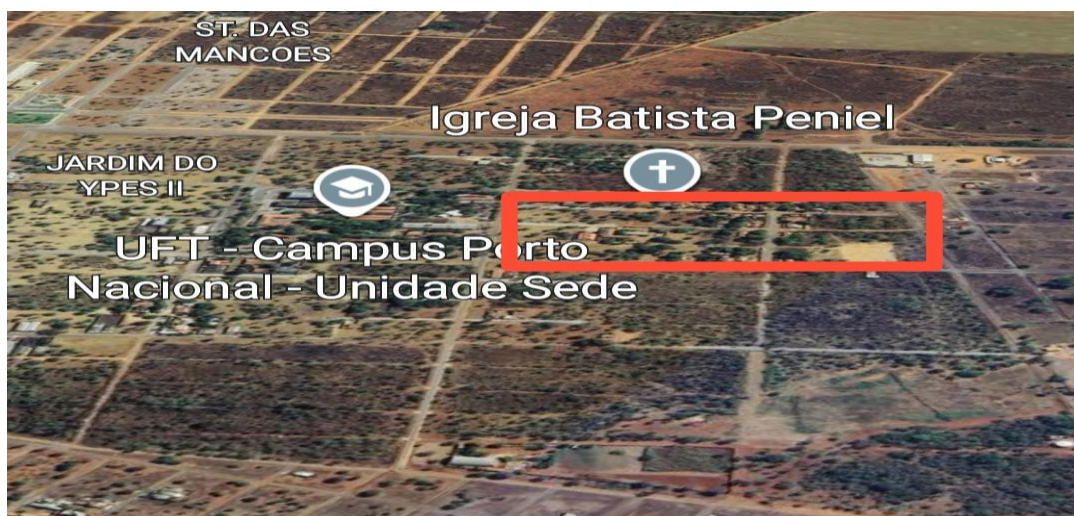 ST. DAS
MANCOES
Igreja Batista Peniel
JARDIM DO
YPES II
UFT - Campus Porto
Nacional - Unidade Sede